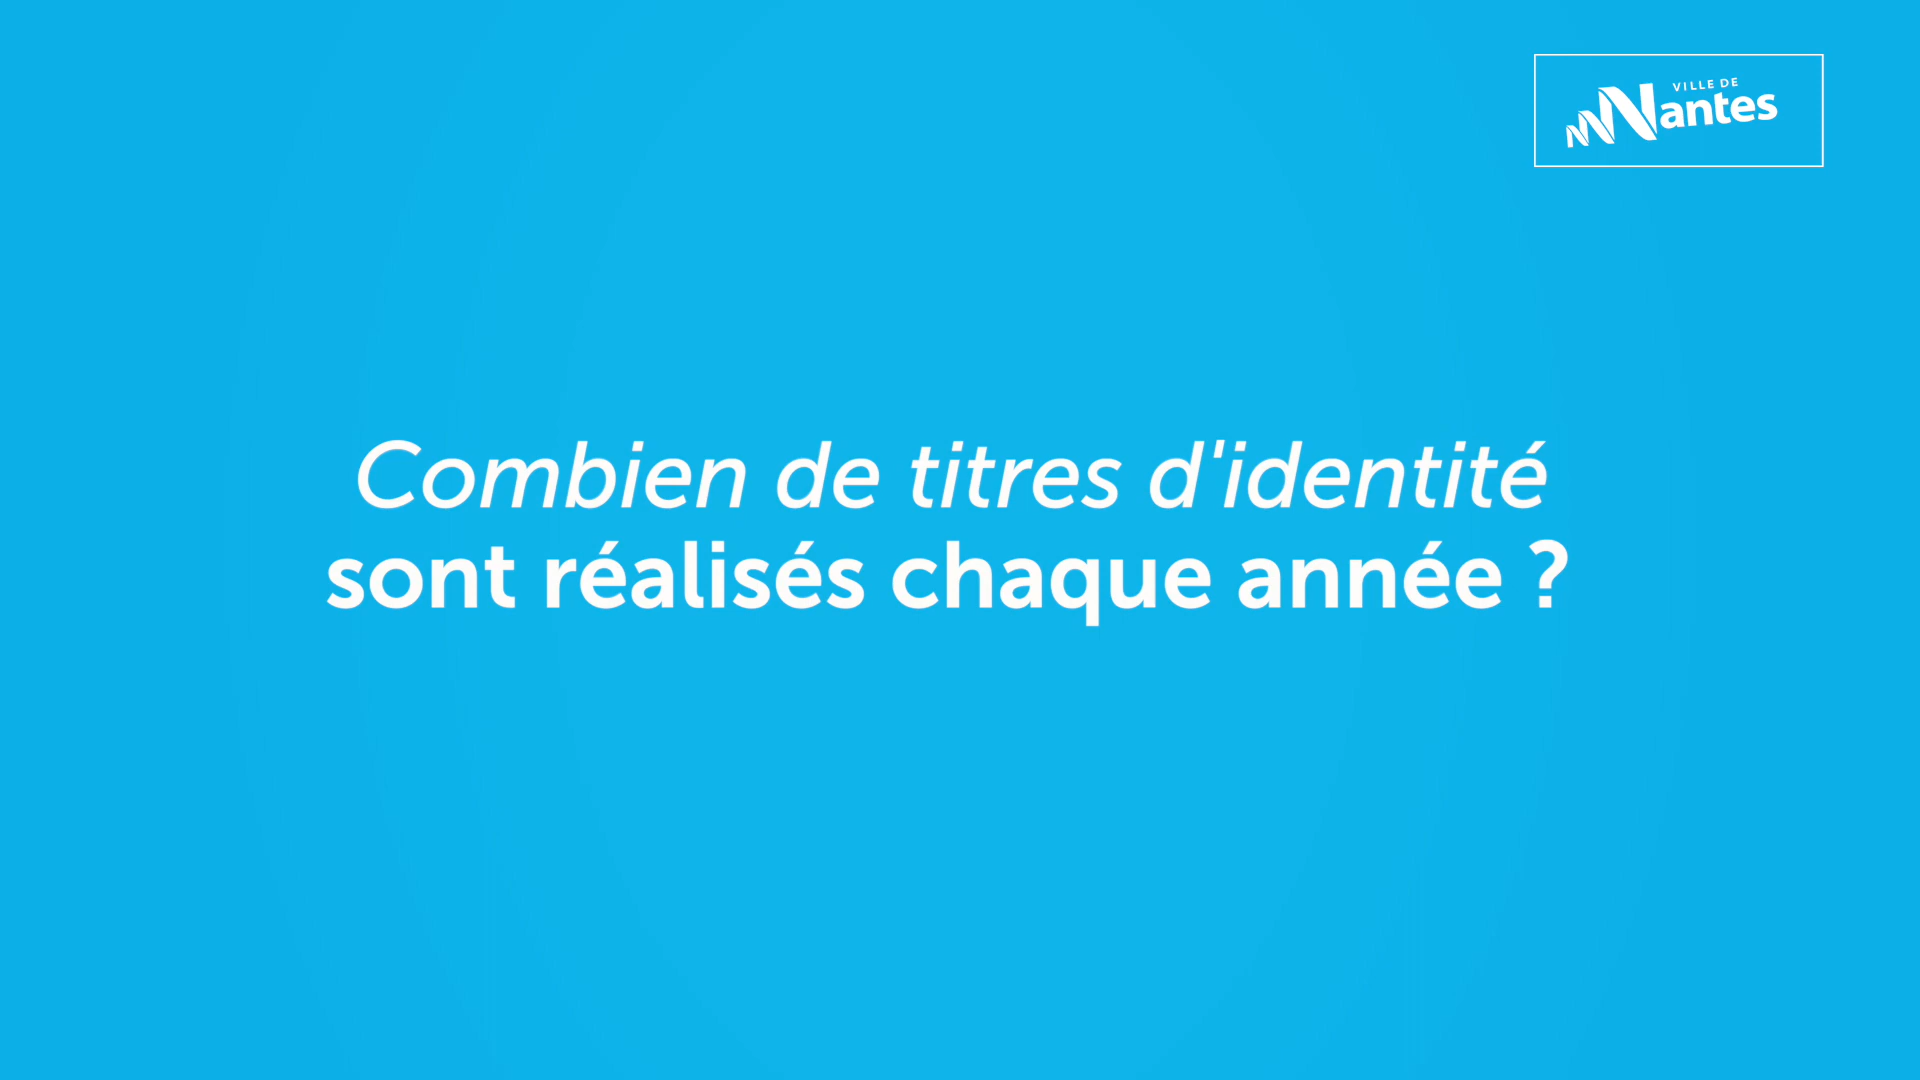 VILLE DE
Nantes
Combien de titres d'identité
sont réalisés chaque année ?